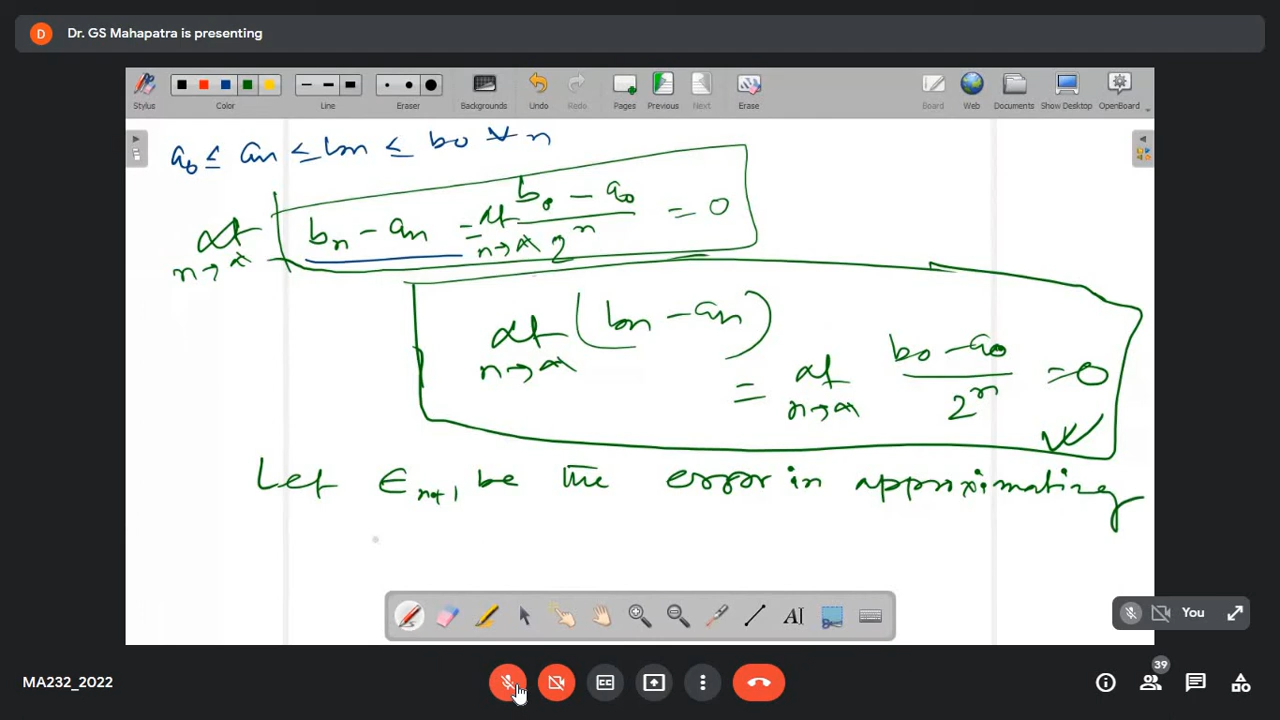 D Dr. GS Mahapatra is presenting
Stylus Color Line Eraser Backgrounds Undo Redo Pages Previous Next Erase Board Web Documents Show Desktop OpenBoard
a₀ ≤ aₙ ≤ bₙ ≤ b₀ ∀ n
lt n→∞ bₙ - aₙ = lt n→∞ (b₀ - a₀)/2ⁿ = 0
lt n→∞ (bₙ - aₙ)
= lt n→∞ (b₀ - a₀)/2ⁿ = 0
Let ϵₙ₊₁ be the error in approximating
You
MA232_2022
39